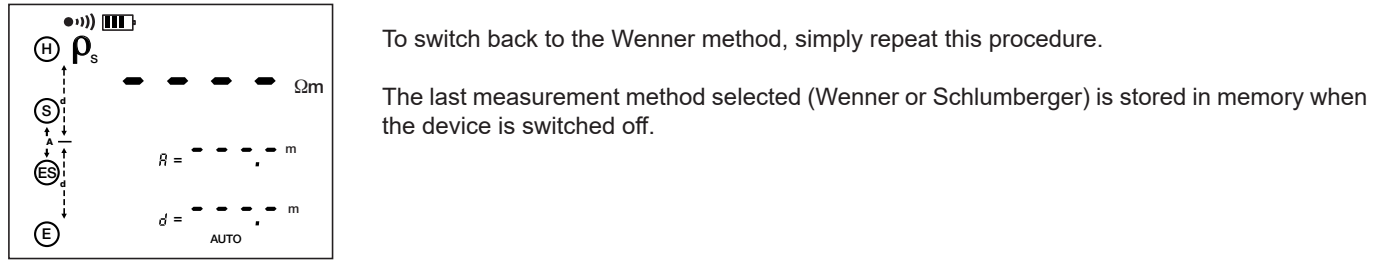 H
ρs
- - - - Ωm
d
S
A
A = - - - . - m
ES
d
d = - - - . - m
E
AUTO
To switch back to the Wenner method, simply repeat this procedure.
The last measurement method selected (Wenner or Schlumberger) is stored in memory when
the device is switched off.